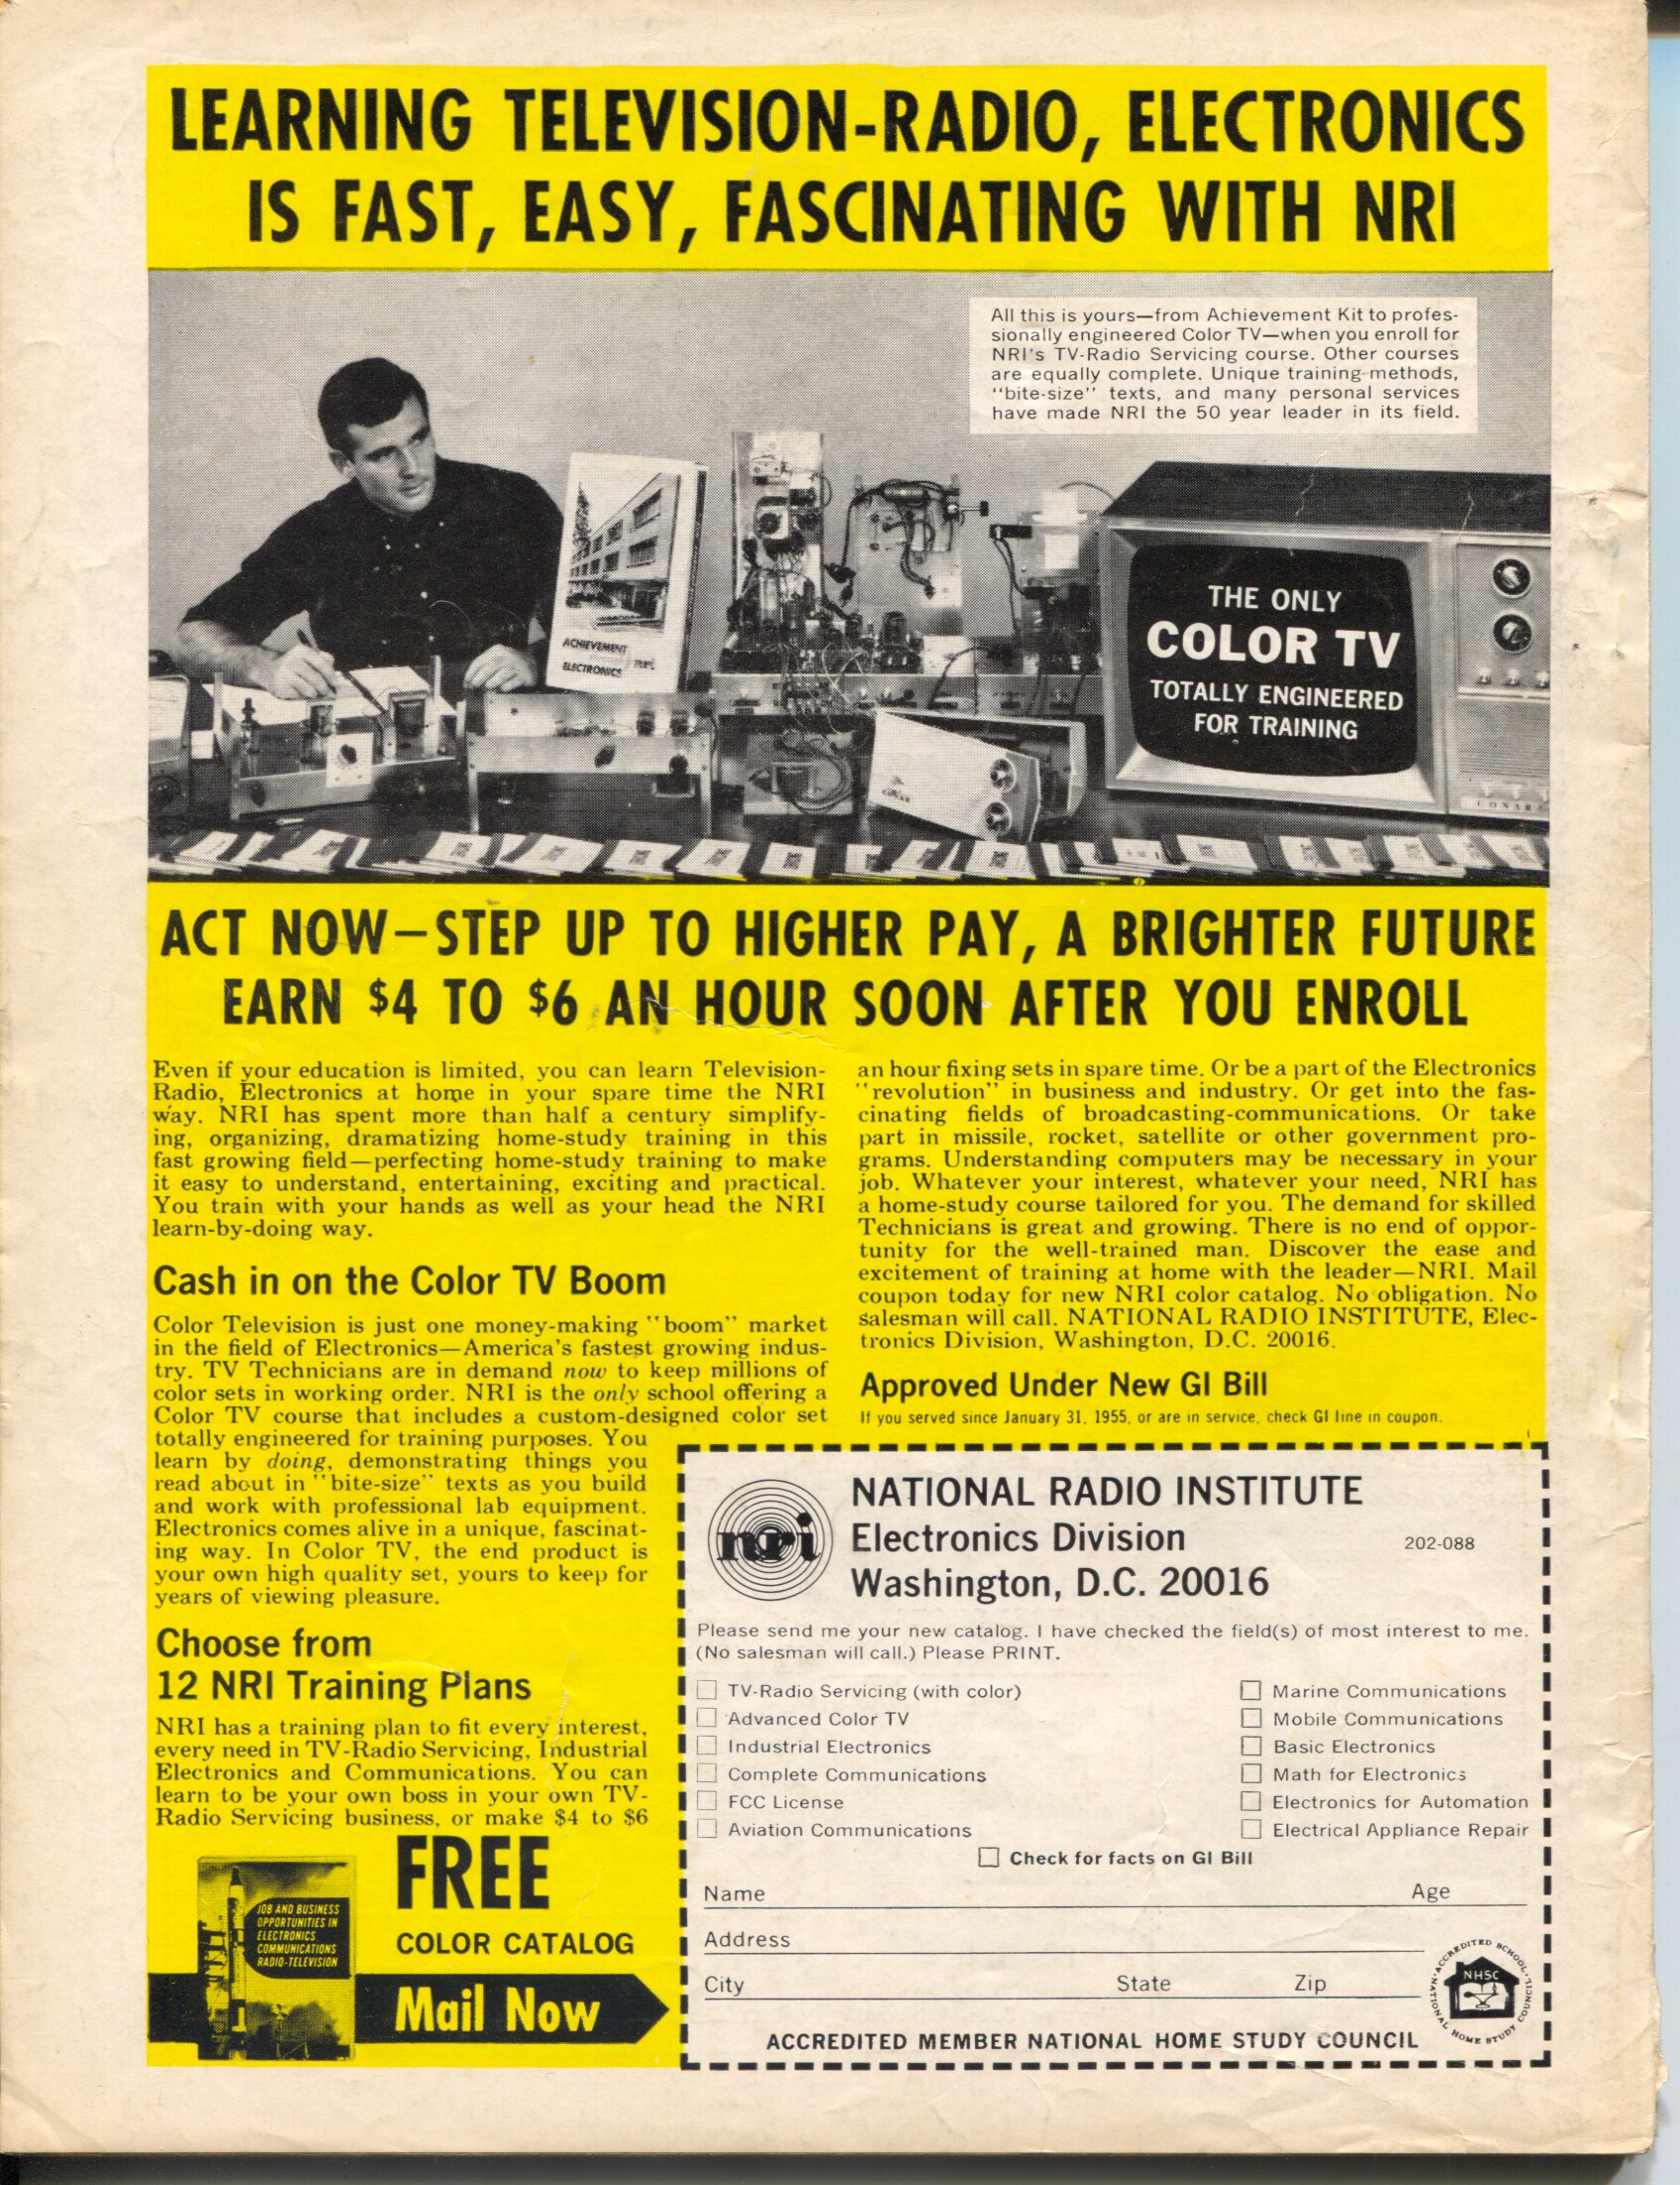 LEARNING TELEVISION-RADIO, ELECTRONICS
IS FAST, EASY, FASCINATING WITH NRI
All this is yours—from Achievement Kit to profes-
sionally engineered Color TV—when you enroll for
NRI's TV-Radio Servicing course. Other courses
are equally complete. Unique training methods,
"bite-size" texts, and many personal services
have made NRI the 50 year leader in its field.
ACHIEVEMENT
ELECTRONICS
THE ONLY
COLOR TV
TOTALLY ENGINEERED
FOR TRAINING
CONAR
CONAR
ACT NOW—STEP UP TO HIGHER PAY, A BRIGHTER FUTURE
EARN $4 TO $6 AN HOUR SOON AFTER YOU ENROLL
Even if your education is limited, you can learn Television-
Radio, Electronics at home in your spare time the NRI
way. NRI has spent more than half a century simplify-
ing, organizing, dramatizing home-study training in this
fast growing field—perfecting home-study training to make
it easy to understand, entertaining, exciting and practical.
You train with your hands as well as your head the NRI
learn-by-doing way.
Cash in on the Color TV Boom
Color Television is just one money-making "boom" market
in the field of Electronics—America's fastest growing indus-
try. TV Technicians are in demand now to keep millions of
color sets in working order. NRI is the only school offering a
Color TV course that includes a custom-designed color set
totally engineered for training purposes. You
learn by doing, demonstrating things you
read about in "bite-size" texts as you build
and work with professional lab equipment.
Electronics comes alive in a unique, fascinat-
ing way. In Color TV, the end product is
your own high quality set, yours to keep for
years of viewing pleasure.
Choose from
12 NRI Training Plans
NRI has a training plan to fit every interest,
every need in TV-Radio Servicing, Industrial
Electronics and Communications. You can
learn to be your own boss in your own TV-
Radio Servicing business, or make $4 to $6
an hour fixing sets in spare time. Or be a part of the Electronics
"revolution" in business and industry. Or get into the fas-
cinating fields of broadcasting-communications. Or take
part in missile, rocket, satellite or other government pro-
grams. Understanding computers may be necessary in your
job. Whatever your interest, whatever your need, NRI has
a home-study course tailored for you. The demand for skilled
Technicians is great and growing. There is no end of oppor-
tunity for the well-trained man. Discover the ease and
excitement of training at home with the leader—NRI. Mail
coupon today for new NRI color catalog. No obligation. No
salesman will call. NATIONAL RADIO INSTITUTE, Elec-
tronics Division, Washington, D.C. 20016.
Approved Under New GI Bill
If you served since January 31, 1955, or are in service, check GI line in coupon.
JOB AND BUSINESS
OPPORTUNITIES IN
ELECTRONICS
COMMUNICATIONS
RADIO-TELEVISION
FREE
COLOR CATALOG
Mail Now
nri
NATIONAL RADIO INSTITUTE
Electronics Division
202-088
Washington, D.C. 20016
Please send me your new catalog. I have checked the field(s) of most interest to me.
(No salesman will call.) Please PRINT.
TV-Radio Servicing (with color)
Advanced Color TV
Industrial Electronics
Complete Communications
FCC License
Aviation Communications
Marine Communications
Mobile Communications
Basic Electronics
Math for Electronics
Electronics for Automation
Electrical Appliance Repair
Check for facts on GI Bill
Name Age
Address
City State Zip
ACCREDITED MEMBER NATIONAL HOME STUDY COUNCIL
ACCREDITED SCHOOL
NATIONAL HOME STUDY COUNCIL
NHSC